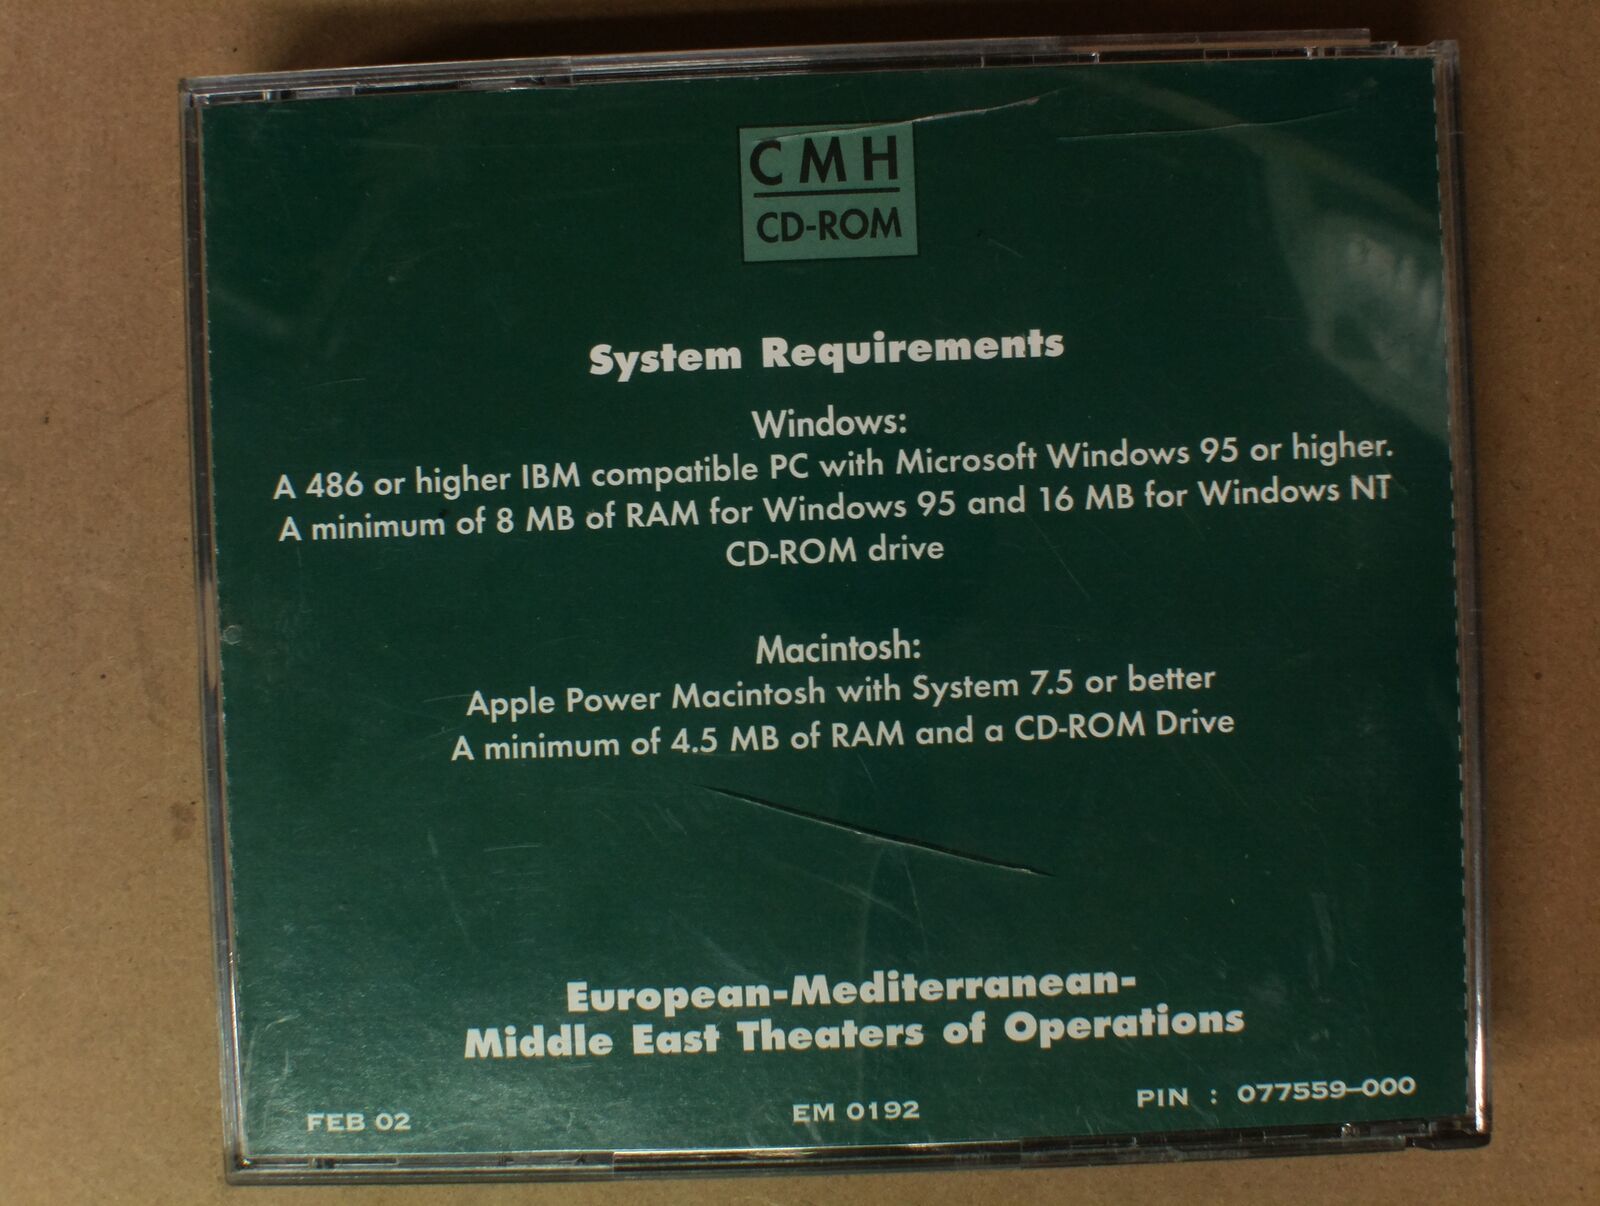 CMH
CD-ROM
System Requirements
Windows:
A 486 or higher IBM compatible PC with Microsoft Windows 95 or higher.
A minimum of 8 MB of RAM for Windows 95 and 16 MB for Windows NT
CD-ROM drive
Macintosh:
Apple Power Macintosh with System 7.5 or better
A minimum of 4.5 MB of RAM and a CD-ROM Drive
European-Mediterranean-
Middle East Theaters of Operations
FEB 02 EM 0192 PIN : 077559-000